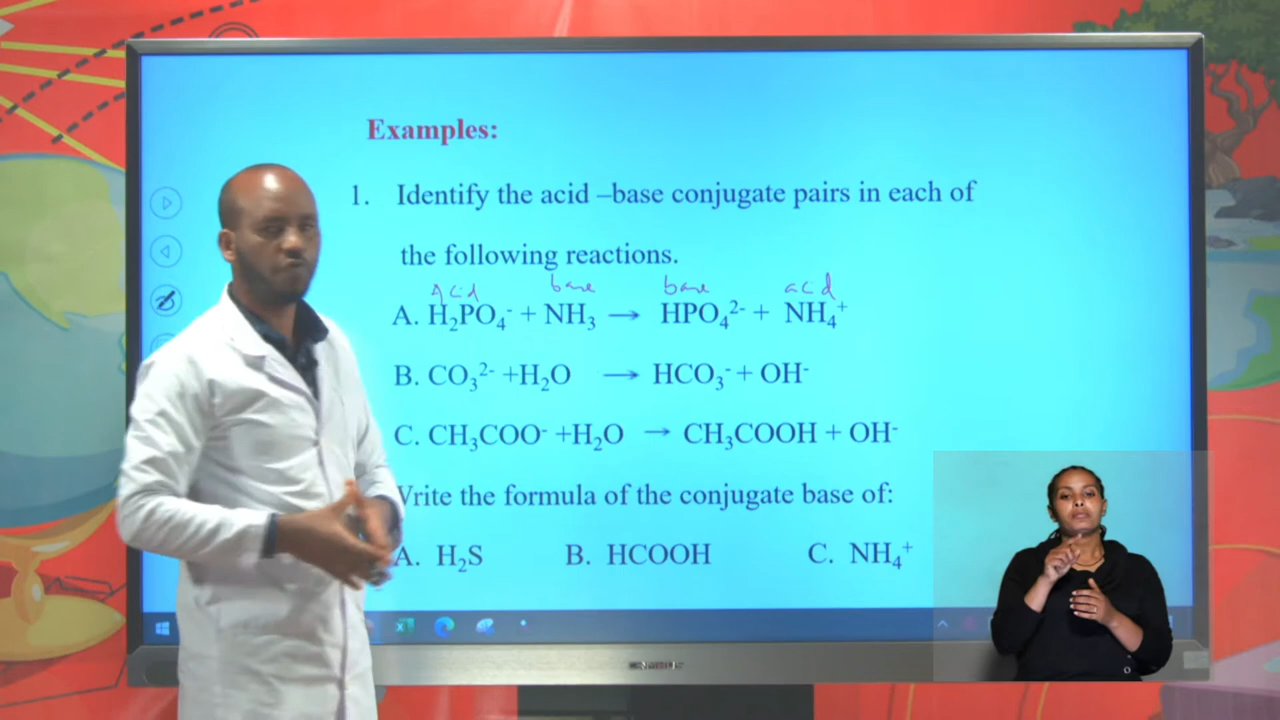 Examples:
1. Identify the acid –base conjugate pairs in each of
the following reactions.
Acid base base acid
A. H₂PO₄⁻ + NH₃ → HPO₄²⁻ + NH₄⁺
B. CO₃²⁻ +H₂O → HCO₃⁻ + OH⁻
C. CH₃COO⁻ +H₂O → CH₃COOH + OH⁻
the formula of the conjugate base of:
A. H₂S B. HCOOH C. NH₄⁺